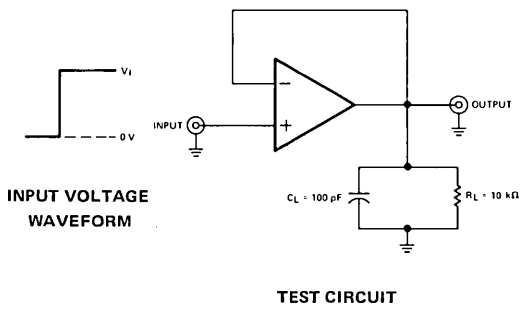 VI
0 V
INPUT VOLTAGE
WAVEFORM
INPUT
−
+
OUTPUT
CL = 100 pF
RL = 10 kΩ
TEST CIRCUIT